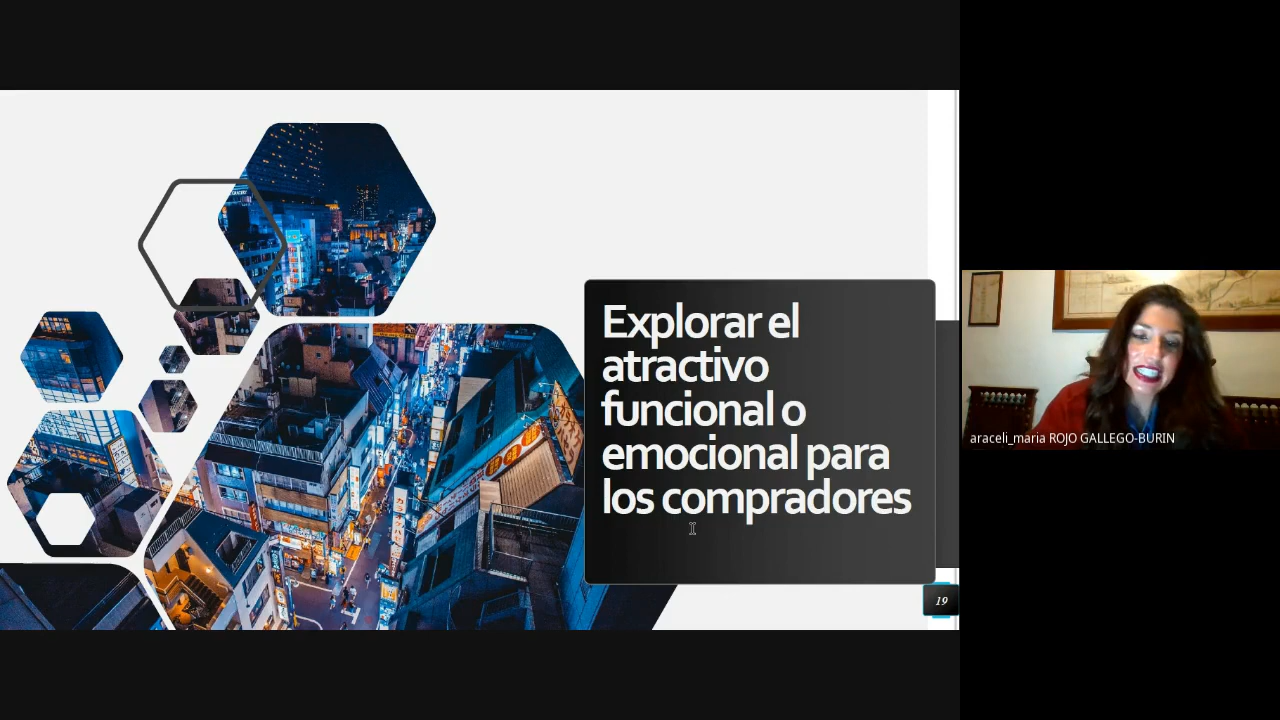 Explorar el
atractivo
funcional o
emocional para
los compradores
19
araceli_maria ROJO GALLEGO-BURIN